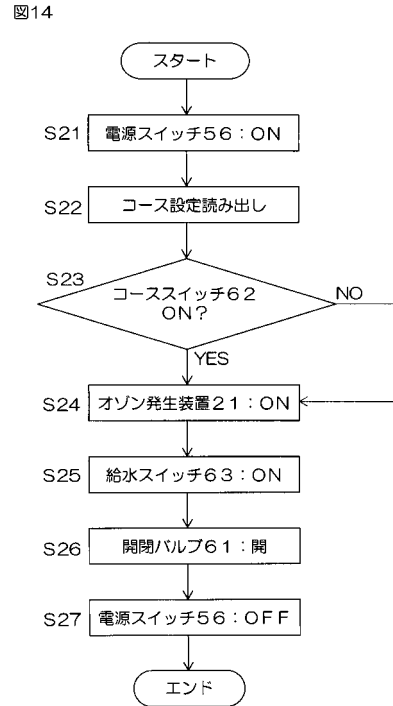 図14
スタート
S21 電源スイッチ56:ON
S22 コース設定読み出し
S23
コーススイッチ62
ON?
NO
YES
S24 オゾン発生装置21:ON
S25 給水スイッチ63:ON
S26 開閉バルブ61:開
S27 電源スイッチ56:OFF
エンド